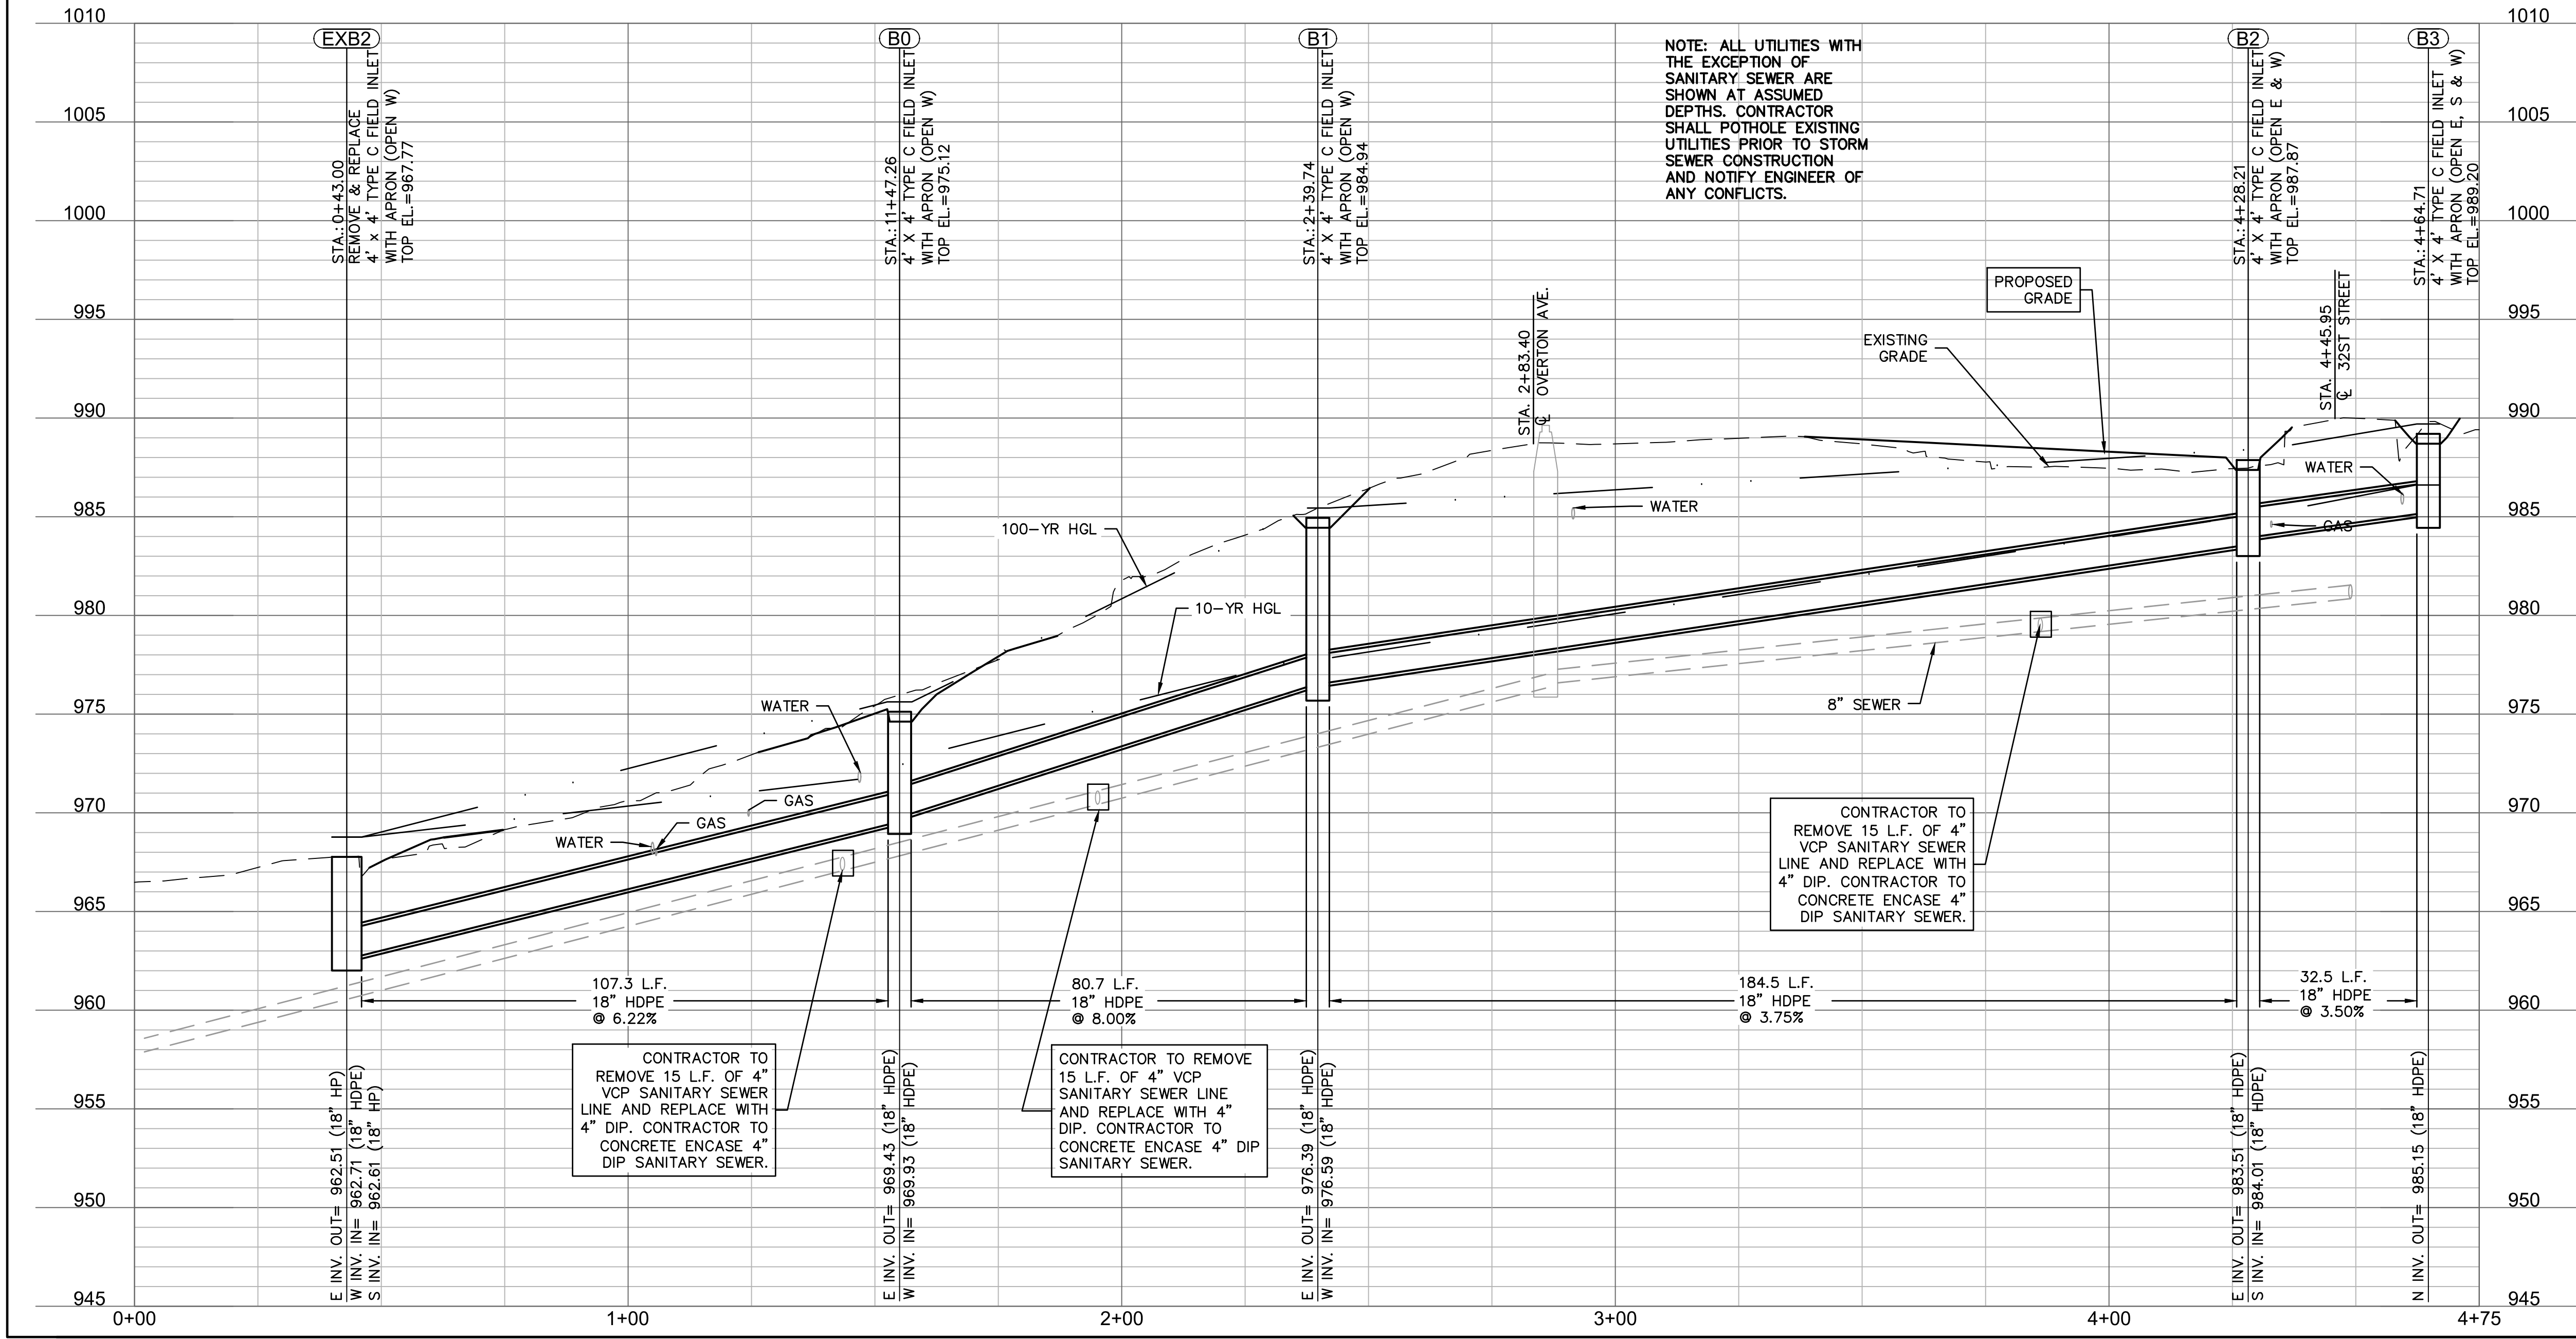 1010
1010
1005
1005
1000
1000
995
995
990
990
985
985
980
980
975
975
970
970
965
965
960
960
955
955
950
950
945
945
0+00
1+00
2+00
3+00
4+00
4+75
EXB2
STA.:0+43.00
REMOVE & REPLACE
4' x 4' TYPE C FIELD INLET
WITH APRON (OPEN W)
TOP EL.=967.77
B0
STA.:11+47.26
4' X 4' TYPE C FIELD INLET
WITH APRON (OPEN W)
TOP EL.=975.12
B1
STA.:2+39.74
4' X 4' TYPE C FIELD INLET
WITH APRON (OPEN W)
TOP EL.=984.94
NOTE: ALL UTILITIES WITH
THE EXCEPTION OF
SANITARY SEWER ARE
SHOWN AT ASSUMED
DEPTHS. CONTRACTOR
SHALL POTHOLE EXISTING
UTILITIES PRIOR TO STORM
SEWER CONSTRUCTION
AND NOTIFY ENGINEER OF
ANY CONFLICTS.
B2
STA.:4+28.21
4' X 4' TYPE C FIELD INLET
WITH APRON (OPEN E & W)
TOP EL.=987.87
B3
STA.:4+64.71
4' X 4' TYPE C FIELD INLET
WITH APRON (OPEN E, S & W)
TOP EL.=989.20
STA. 2+83.40
℄ OVERTON AVE.
STA. 4+45.95
℄ 32ST STREET
PROPOSED
GRADE
EXISTING
GRADE
WATER
GAS
WATER
100-YR HGL
10-YR HGL
WATER
GAS
GAS
WATER
8" SEWER
CONTRACTOR TO
REMOVE 15 L.F. OF 4"
VCP SANITARY SEWER
LINE AND REPLACE WITH
4" DIP. CONTRACTOR TO
CONCRETE ENCASE 4"
DIP SANITARY SEWER.
107.3 L.F.
18" HDPE
@ 6.22%
80.7 L.F.
18" HDPE
@ 8.00%
184.5 L.F.
18" HDPE
@ 3.75%
32.5 L.F.
18" HDPE
@ 3.50%
CONTRACTOR TO
REMOVE 15 L.F. OF 4"
VCP SANITARY SEWER
LINE AND REPLACE WITH
4" DIP. CONTRACTOR TO
CONCRETE ENCASE 4"
DIP SANITARY SEWER.
CONTRACTOR TO REMOVE
15 L.F. OF 4" VCP
SANITARY SEWER LINE
AND REPLACE WITH 4"
DIP. CONTRACTOR TO
CONCRETE ENCASE 4" DIP
SANITARY SEWER.
E INV. OUT= 962.51 (18" HP)
W INV. IN= 962.71 (18" HDPE)
S INV. IN= 962.61 (18" HP)
E INV. OUT= 969.43 (18" HDPE)
W INV. IN= 969.93 (18" HDPE)
E INV. OUT= 976.39 (18" HDPE)
W INV. IN= 976.59 (18" HDPE)
E INV. OUT= 983.51 (18" HDPE)
S INV. IN= 984.01 (18" HDPE)
N INV. OUT= 985.15 (18" HDPE)